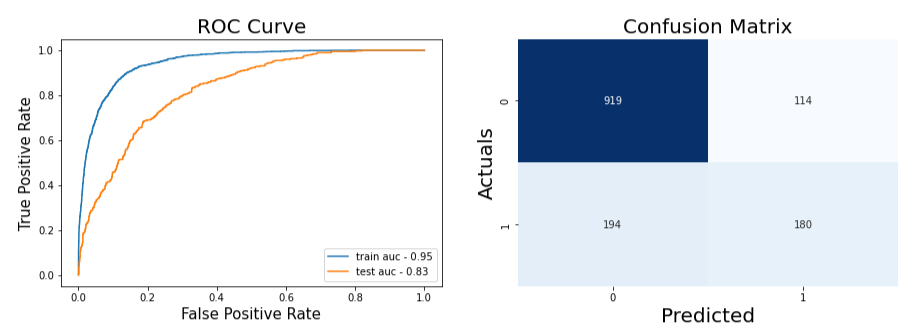 ROC Curve
True Positive Rate
1.0
0.8
0.6
0.4
0.2
0.0
train auc - 0.95
test auc - 0.83
0.0 0.2 0.4 0.6 0.8 1.0
False Positive Rate
Confusion Matrix
Actuals
0
919 114
1
194 180
0 1
Predicted